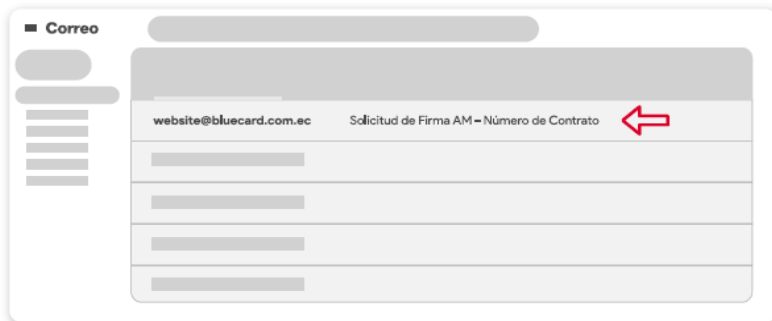 Correo
website@bluecard.com.ec Solicitud de Firma AM – Número de Contrato